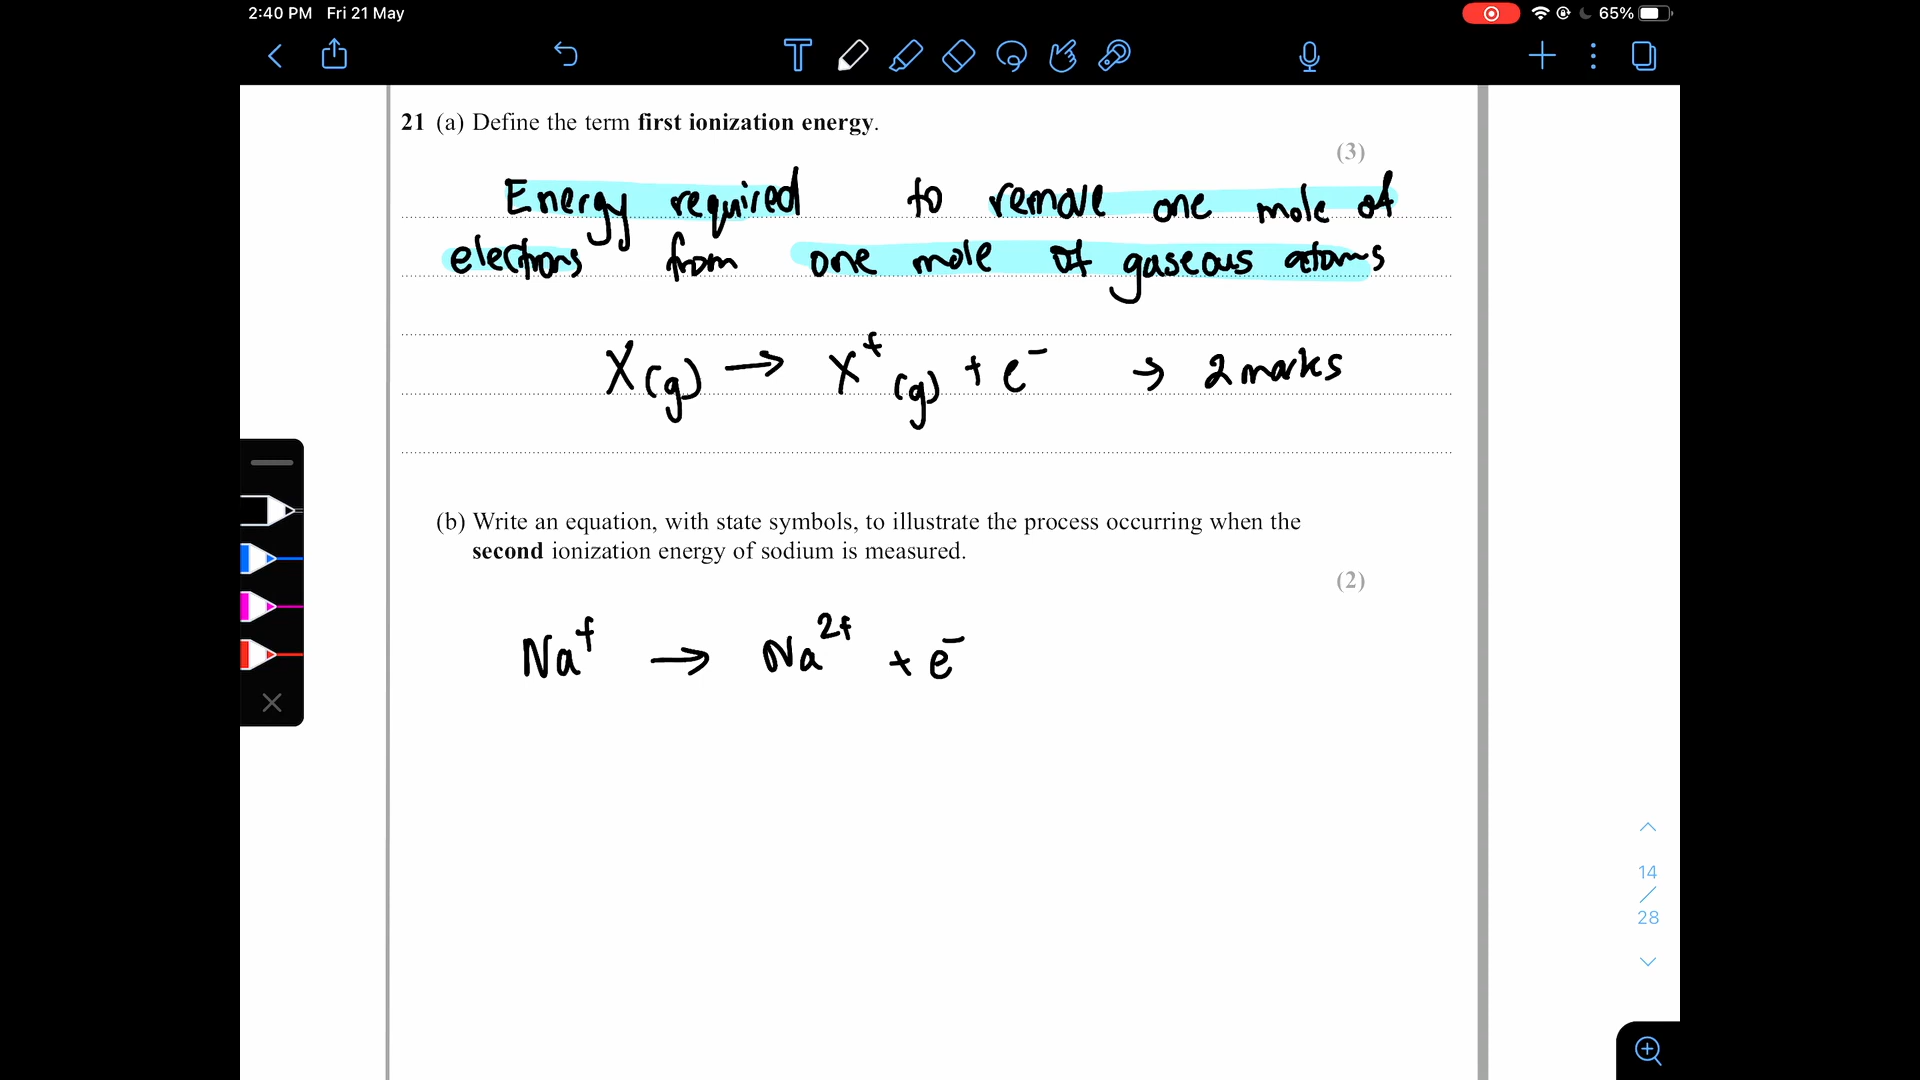 2:40 PM Fri 21 May
65%
21 (a) Define the term first ionization energy.
(3)
Energy required to remove one mole of
electrons from one mole of gaseous atoms
X(g) → X⁺(g) + e⁻ → 2 marks
(b) Write an equation, with state symbols, to illustrate the process occurring when the
second ionization energy of sodium is measured.
(2)
Na⁺ → Na²⁺ + e⁻
14
/
28